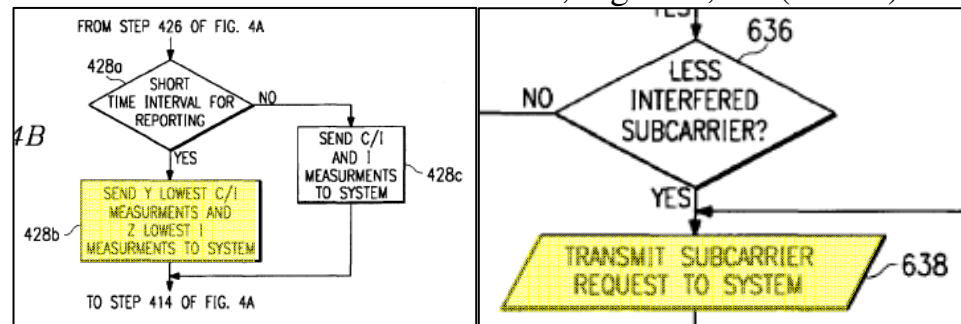 FROM STEP 426 OF FIG. 4A
428a
SHORT
TIME INTERVAL FOR
REPORTING
NO
4B
YES
SEND C/I
AND I
MEASURMENTS
TO SYSTEM
428c
SEND Y LOWEST C/I
MEASURMENTS AND
Z LOWEST I
MEASURMENTS TO SYSTEM
428b
TO STEP 414 OF FIG. 4A
YES
636
LESS
INTERFERED
SUBCARRIER?
NO
YES
TRANSMIT SUBCARRIER
REQUEST TO SYSTEM
638